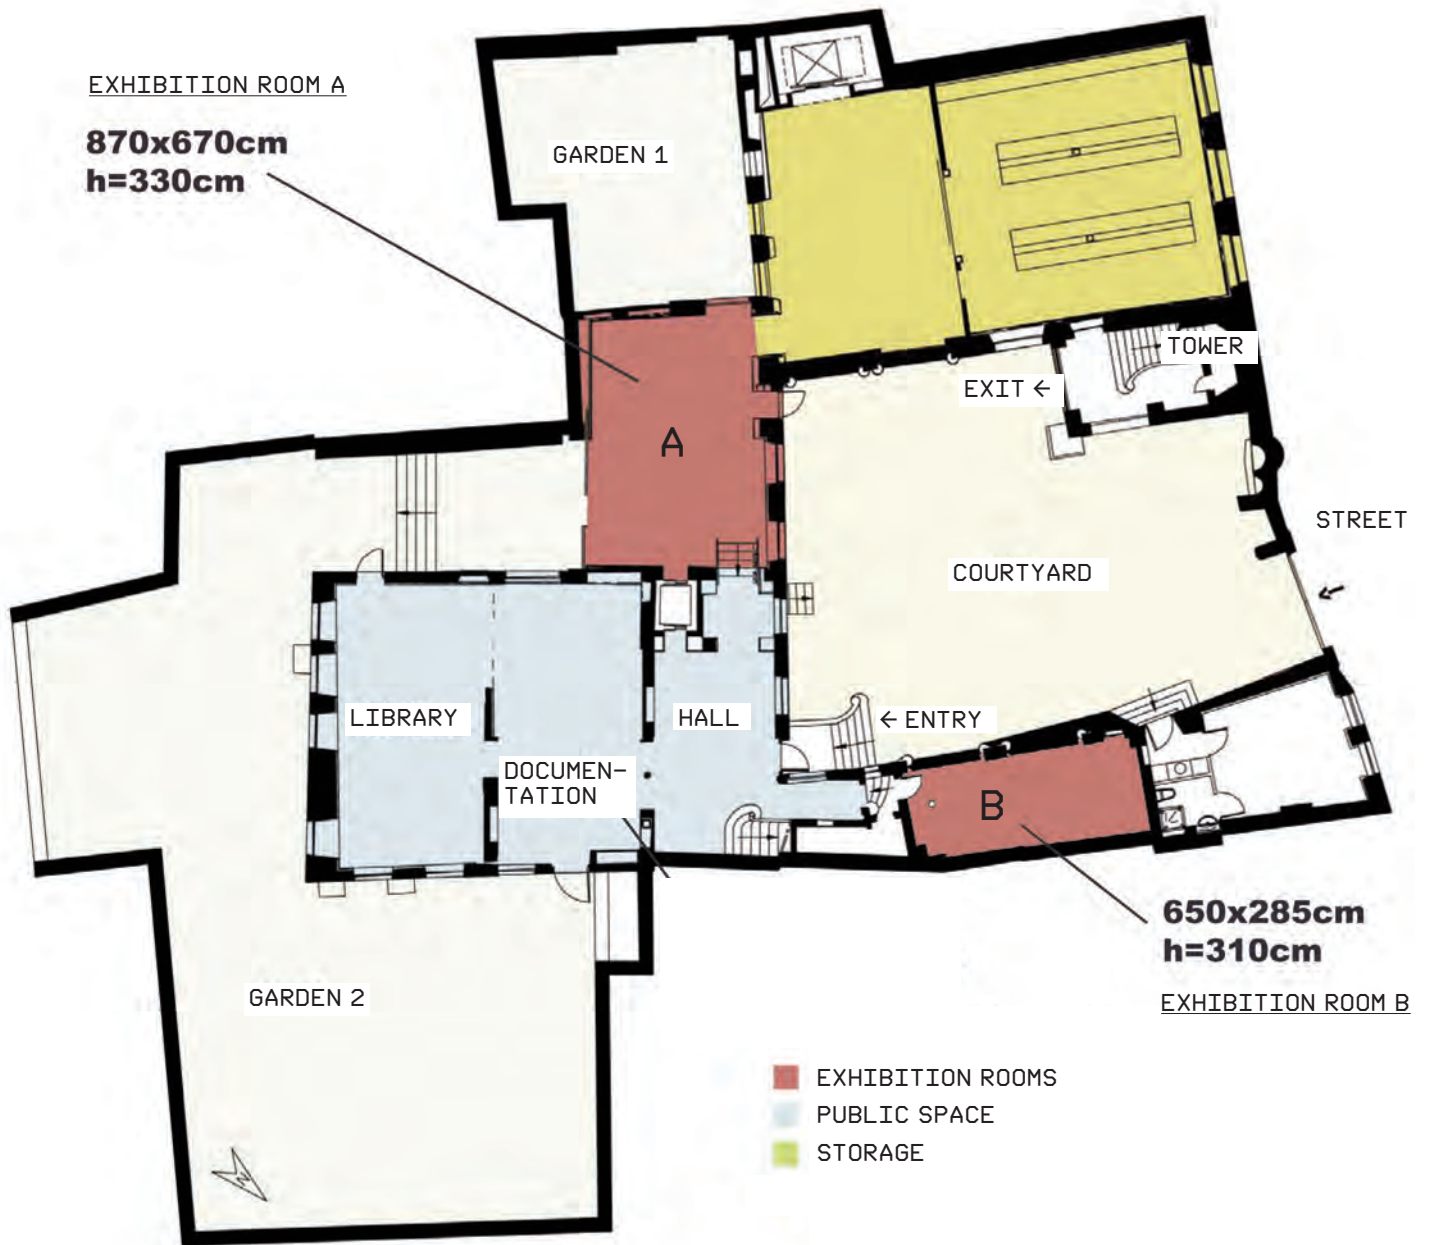 EXHIBITION ROOM A
870x670cm
h=330cm
GARDEN 1
TOWER
EXIT ←
A
STREET
COURTYARD
LIBRARY
HALL
← ENTRY
DOCUMEN-
TATION
B
650x285cm
h=310cm
EXHIBITION ROOM B
GARDEN 2
N
EXHIBITION ROOMS
PUBLIC SPACE
STORAGE